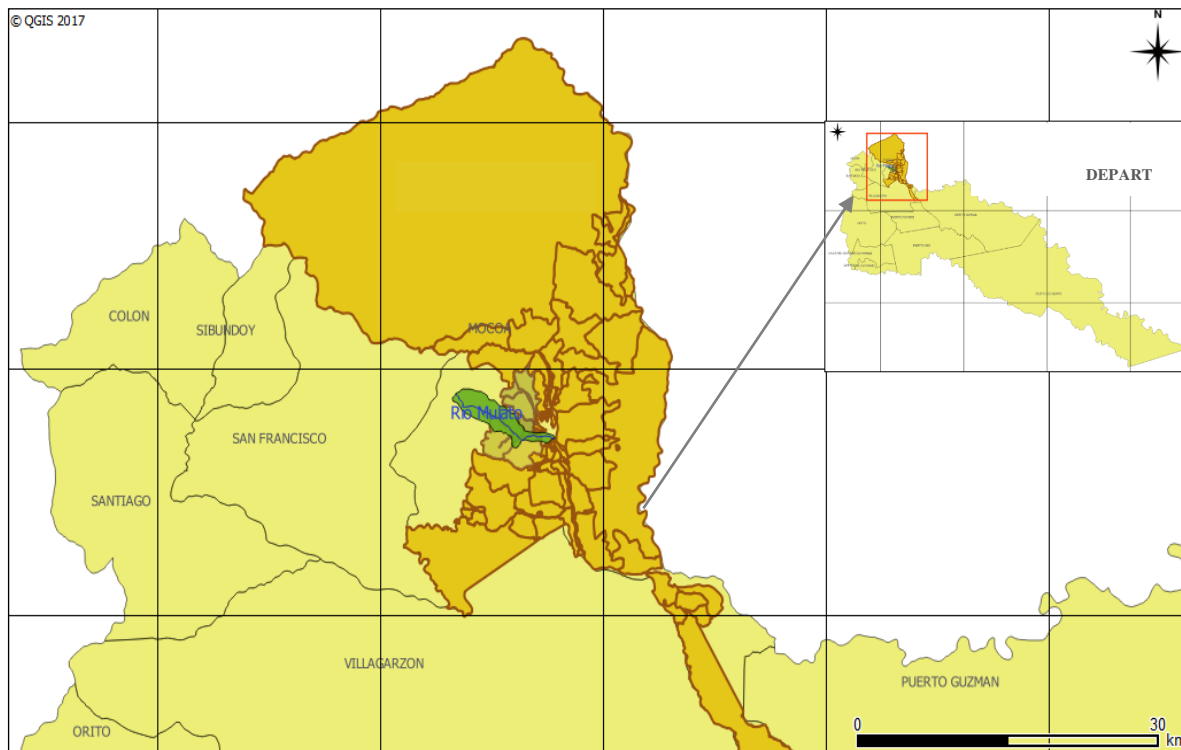 © QGIS 2017
N
DEPART
COLON
SIBUNDOY
MOCOA
Rio Mulato
SAN FRANCISCO
SANTIAGO
VILLAGARZON
PUERTO GUZMAN
ORITO
0
30
km